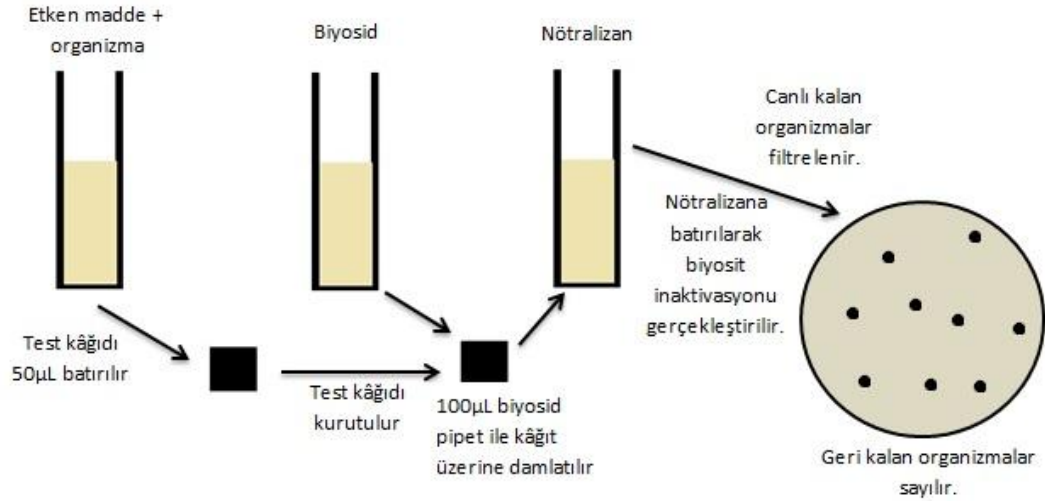 Etken madde +
organizma
Biyosid
Nötralizan
Canlı kalan
organizmalar
filtrelenir.
Nötralizana
batırılarak
biyosit
inaktivasyonu
gerçekleştirilir.
Test kâğıdı
50µL batırılır
Test kâğıdı
kurutulur
100µL biyosid
pipet ile kâğıt
üzerine damlatılır
Geri kalan organizmalar
sayılır.